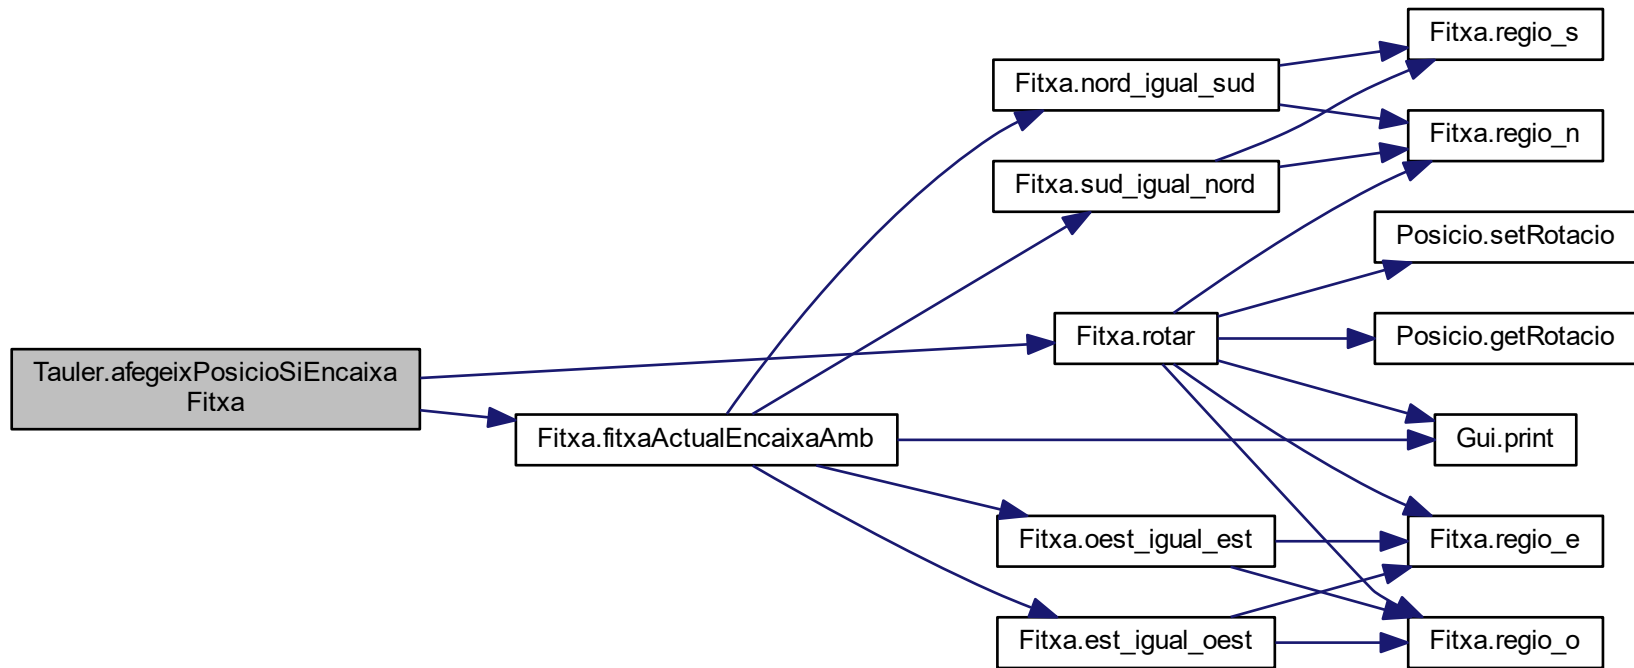 Tauler.afegeixPosicioSiEncaixa
Fitxa
Fitxa.fitxaActualEncaixaAmb
Fitxa.nord_igual_sud
Fitxa.sud_igual_nord
Fitxa.rotar
Fitxa.oest_igual_est
Fitxa.est_igual_oest
Fitxa.regio_s
Fitxa.regio_n
Posicio.setRotacio
Posicio.getRotacio
Gui.print
Fitxa.regio_e
Fitxa.regio_o